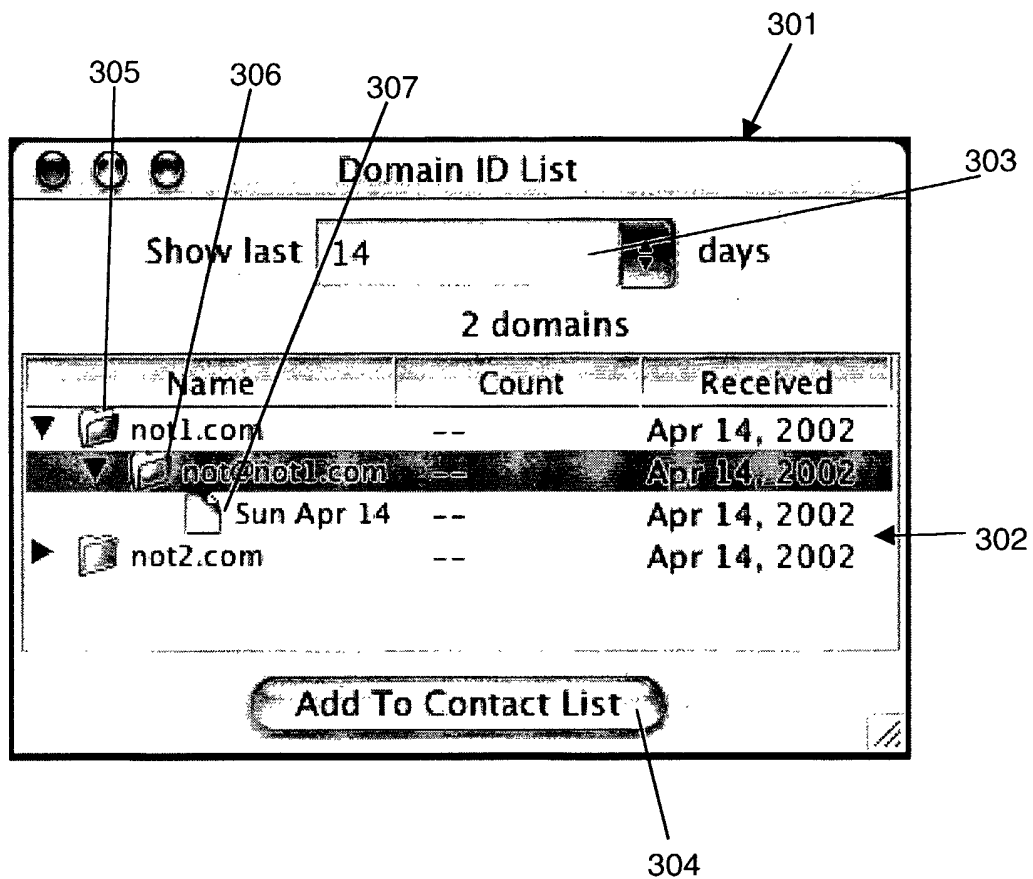 301
305 306 307
Domain ID List
303
Show last 14 days
2 domains
Name Count Received
not1.com -- Apr 14, 2002
not@not1.com -- Apr 14, 2002
Sun Apr 14 -- Apr 14, 2002
302
not2.com -- Apr 14, 2002
Add To Contact List
304